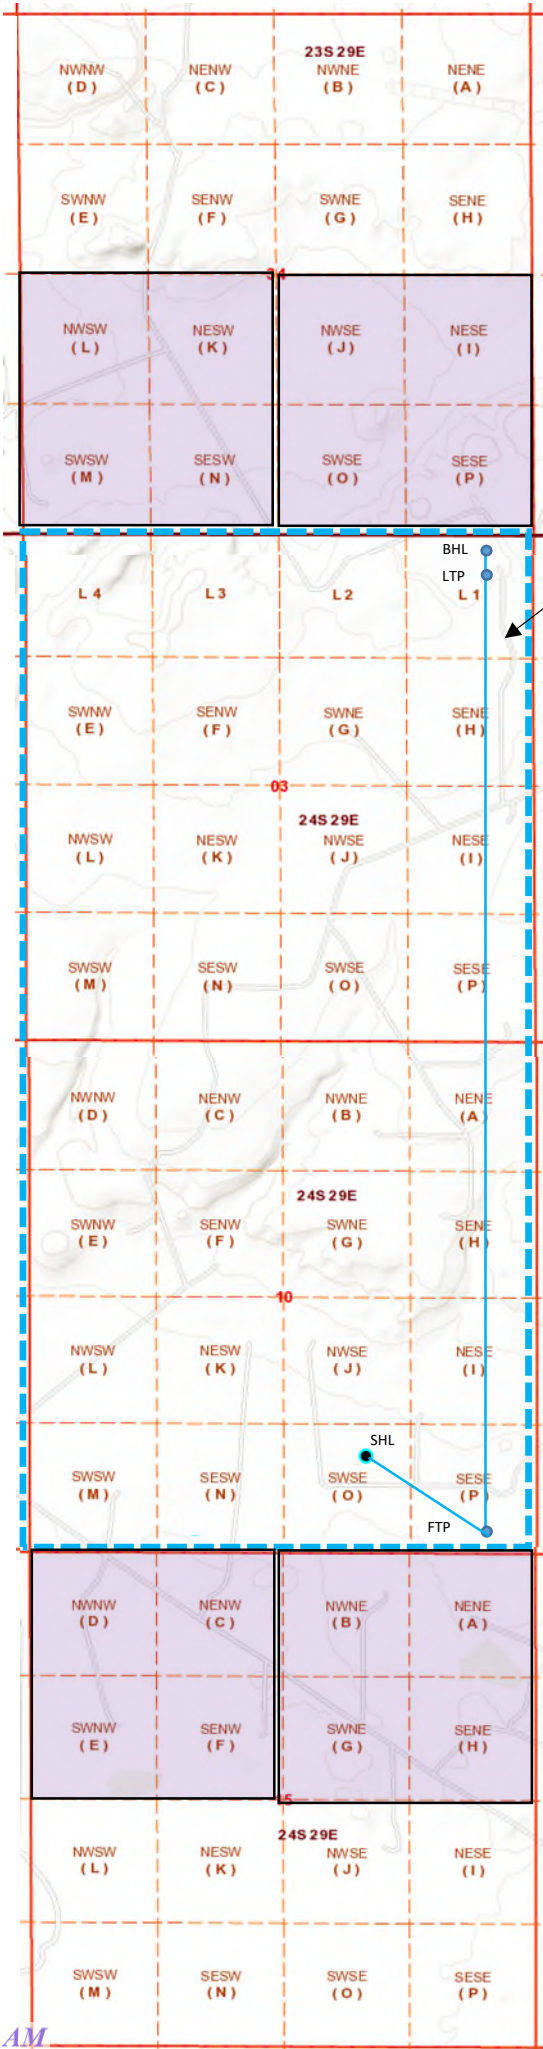 23S 29E
NWNW NENW NWNE NENE
(D) (C) (B) (A)
SWNW SENW SWNE SENE
(E) (F) (G) (H)
NWSW NESW NWSE NESE
(L) (K) (J) (I)
SWSW SESW SWSE SESE
(M) (N) (O) (P)
BHL
LTP
L 4 L 3 L 2 L 1
SWNW SENW SWNE SENE
(E) (F) (G) (H)
03
24S 29E
NWSW NESW NWSE NESE
(L) (K) (J) (I)
SWSW SESW SWSE SESE
(M) (N) (O) (P)
NWNW NENW NWNE NENE
(D) (C) (B) (A)
24S 29E
SWNW SENW SWNE SENE
(E) (F) (G) (H)
10
NWSW NESW NWSE NESE
(L) (K) (J) (I)
SHL
SWSW SESW SWSE SESE
(M) (N) (O) (P)
FTP
NWNW NENW NWNE NENE
(D) (C) (B) (A)
SWNW SENW SWNE SENE
(E) (F) (G) (H)
24S 29E
NWSW NESW NWSE NESE
(L) (K) (J) (I)
SWSW SESW SWSE SESE
(M) (N) (O) (P)
AM